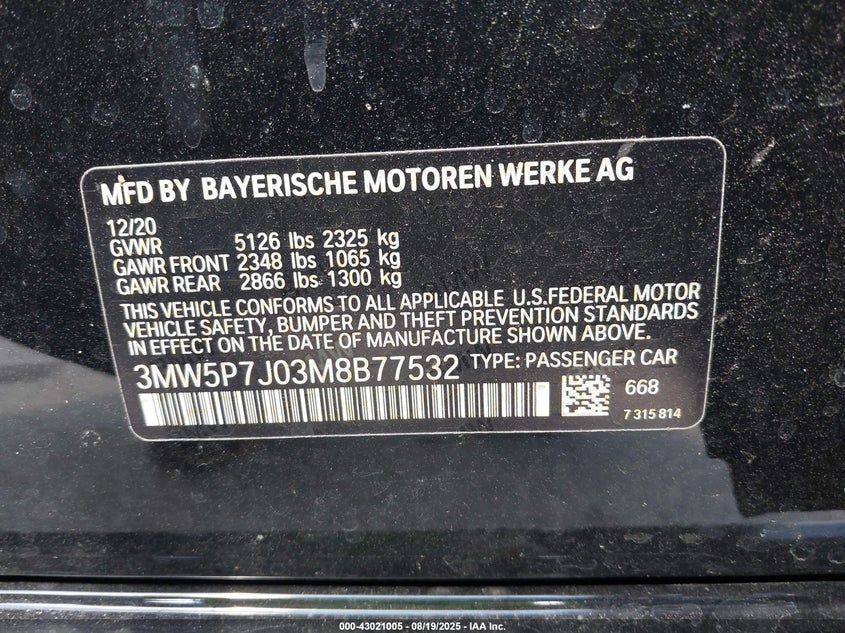 MFD BY BAYERISCHE MOTOREN WERKE AG
12/20
GVWR 5126 lbs 2325 kg
GAWR FRONT 2348 lbs 1065 kg
GAWR REAR 2866 lbs 1300 kg
THIS VEHICLE CONFORMS TO ALL APPLICABLE U.S.FEDERAL MOTOR
VEHICLE SAFETY, BUMPER AND THEFT PREVENTION STANDARDS
IN EFFECT ON THE DATE OF MANUFACTURE SHOWN ABOVE.
3MW5P7J03M8B77532 TYPE: PASSENGER CAR
668
7 315 814
000-43021005 - 08/19/2025 - IAA Inc.